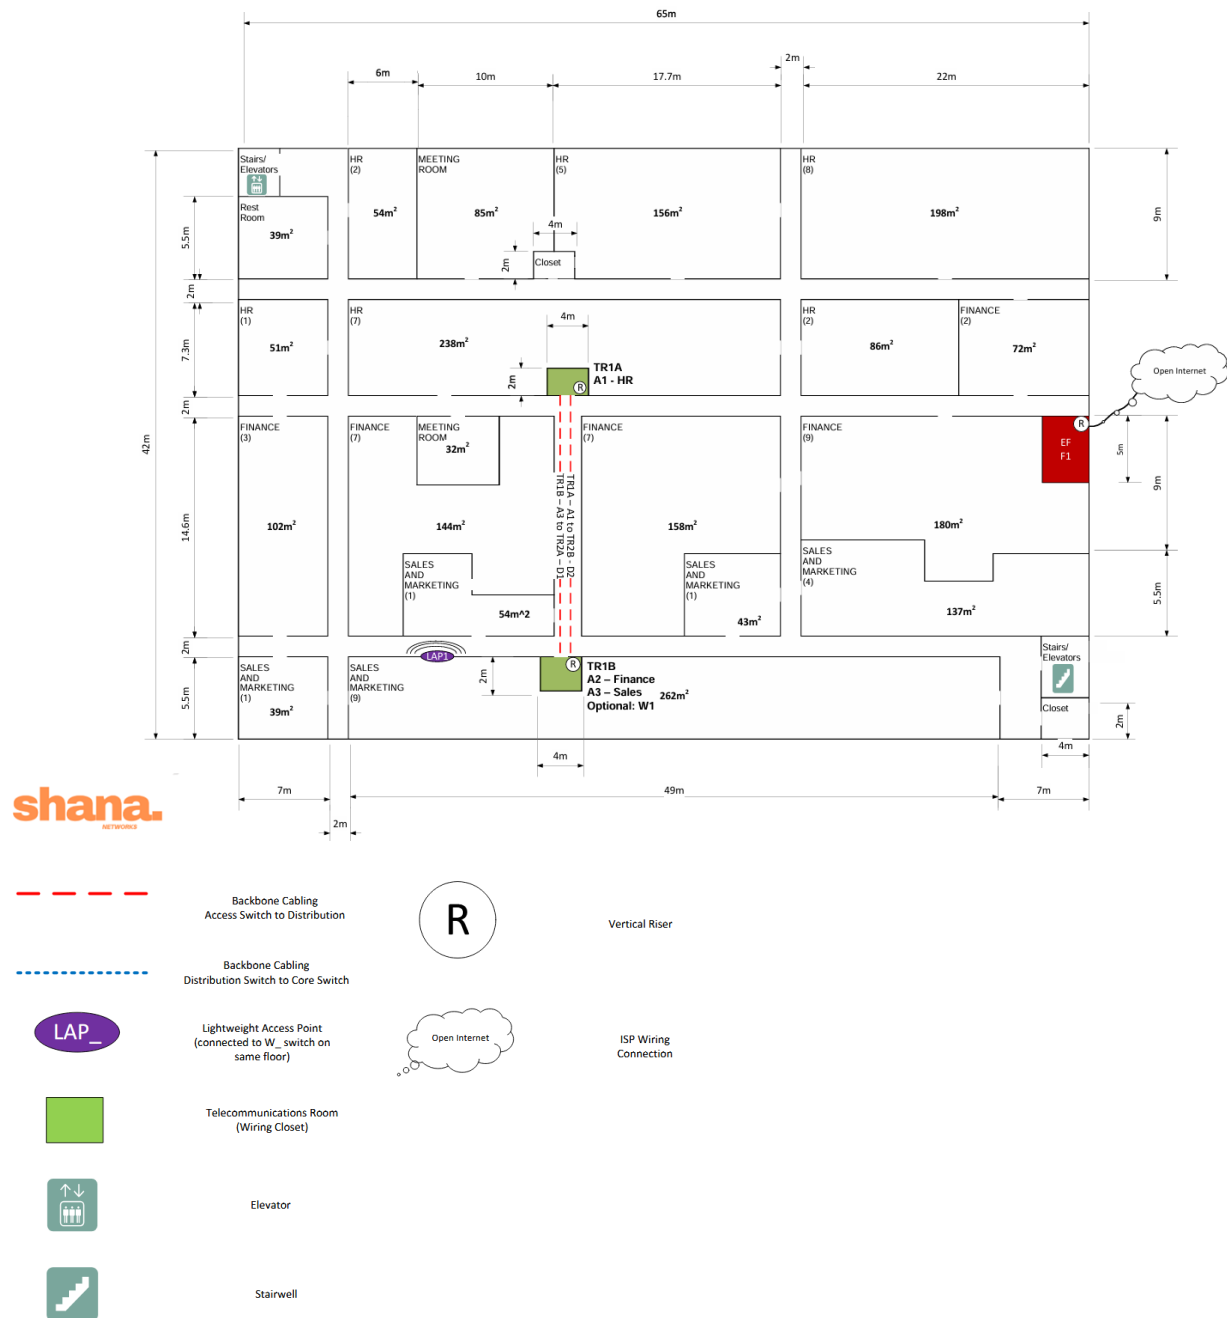 65m
2m
6m
10m
17.7m
22m
Stairs/
Elevators
HR
(2)
MEETING
ROOM
HR
(5)
HR
(8)
Rest
Room
39m²
54m²
85m²
156m²
198m²
9m
5.5m
4m
2m
Closet
2m
HR
(1)
HR
(7)
HR
(2)
FINANCE
(2)
7.3m
51m²
238m²
4m
86m²
72m²
2m
TR1A
A1 - HR
R
Open Internet
2m
42m
FINANCE
(3)
FINANCE
(7)
MEETING
ROOM
32m²
FINANCE
(7)
FINANCE
(9)
R
EF
F1
5m
9m
14.6m
TR1A – A1 to TR2B - D2
TR1B – A3 to TR2A – D1
102m²
144m²
158m²
180m²
SALES
AND
MARKETING
(1)
54m^2
SALES
AND
MARKETING
(1)
43m²
SALES
AND
MARKETING
(4)
137m²
5.5m
2m
LAP1
Stairs/
Elevators
SALES
AND
MARKETING
(1)
39m²
SALES
AND
MARKETING
(9)
2m
R
TR1B
A2 – Finance
A3 – Sales
Optional: W1
262m²
5.5m
Closet
2m
4m
4m
7m
49m
7m
2m
shana.
NETWORKS
Backbone Cabling
Access Switch to Distribution
R
Vertical Riser
Backbone Cabling
Distribution Switch to Core Switch
LAP_
Lightweight Access Point
(connected to W_ switch on
same floor)
Open Internet
ISP Wiring
Connection
Telecommunications Room
(Wiring Closet)
Elevator
Stairwell